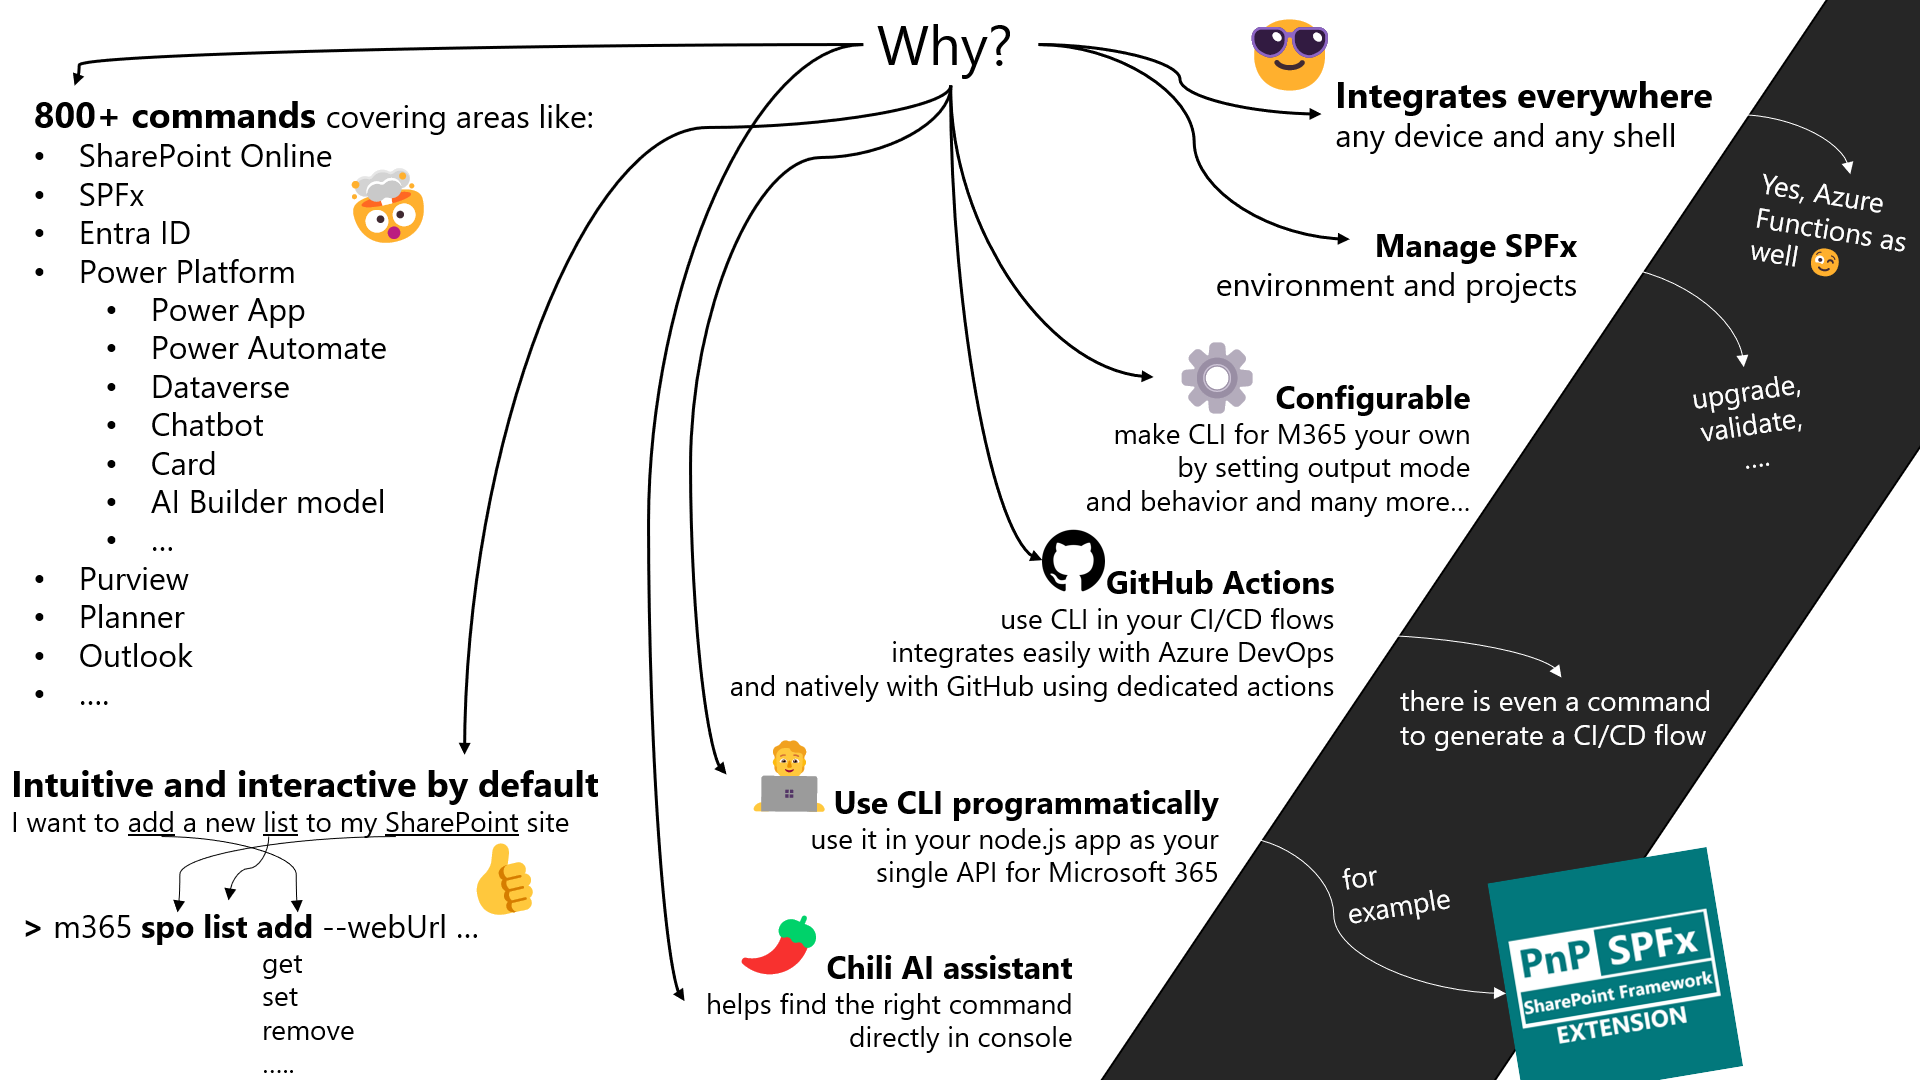 Why?
800+ commands covering areas like:
• SharePoint Online
• SPFx
• Entra ID
• Power Platform
• Power App
• Power Automate
• Dataverse
• Chatbot
• Card
• AI Builder model
• ...
• Purview
• Planner
• Outlook
• ....
Intuitive and interactive by default
I want to add a new list to my SharePoint site
> m365 spo list add --webUrl ...
get
set
remove
.....
Integrates everywhere
any device and any shell
Yes, Azure
Functions as
well
Manage SPFx
environment and projects
upgrade,
validate,
....
Configurable
make CLI for M365 your own
by setting output mode
and behavior and many more...
GitHub Actions
use CLI in your CI/CD flows
integrates easily with Azure DevOps
and natively with GitHub using dedicated actions
there is even a command
to generate a CI/CD flow
Use CLI programmatically
use it in your node.js app as your
single API for Microsoft 365
for
example
PnP SPFx
SharePoint Framework
EXTENSION
Chili AI assistant
helps find the right command
directly in console